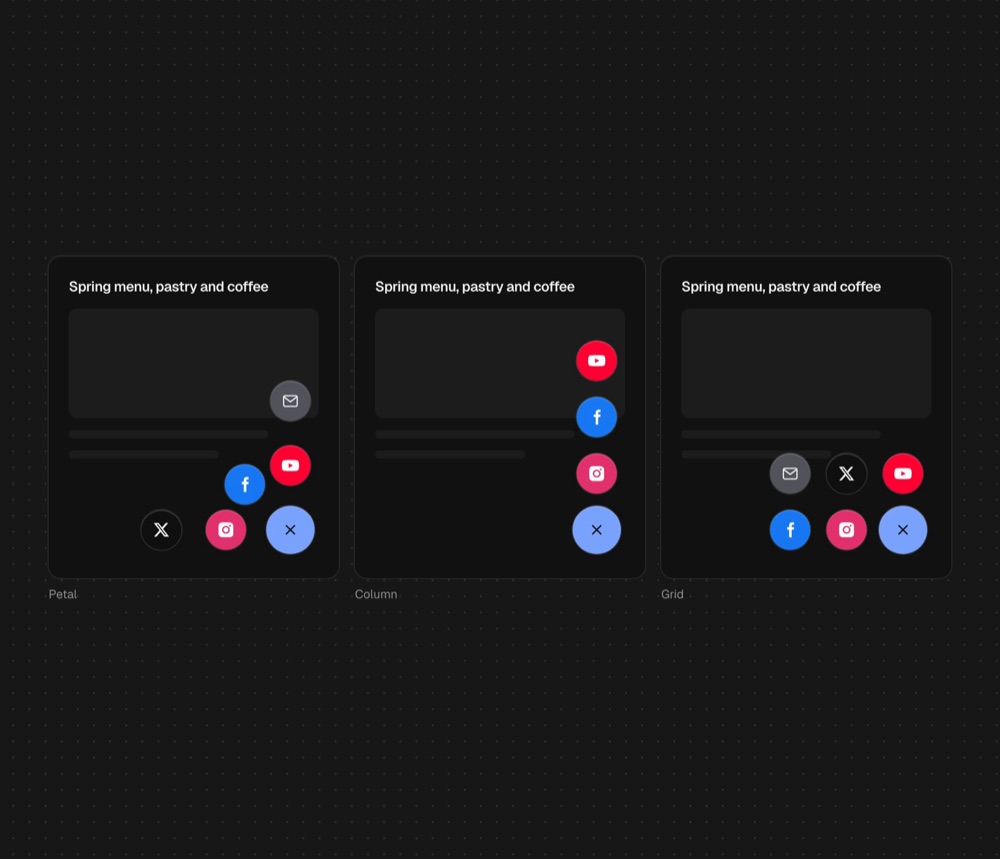 Spring menu, pastry and coffee
Spring menu, pastry and coffee
Spring menu, pastry and coffee
Petal
Column
Grid